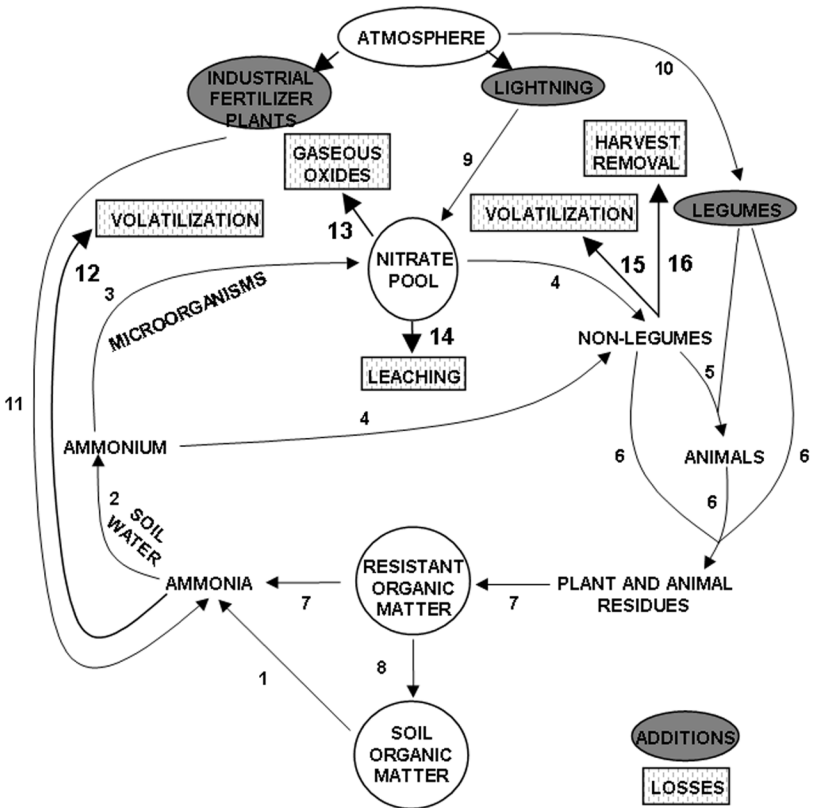 ATMOSPHERE
INDUSTRIAL
FERTILIZER
PLANTS
LIGHTNING
10
GASEOUS
OXIDES
9
HARVEST
REMOVAL
VOLATILIZATION
VOLATILIZATION
LEGUMES
13
12
3
MICROORGANISMS
NITRATE
POOL
4
15
16
14
NON-LEGUMES
LEACHING
5
11
4
AMMONIUM
6
ANIMALS
6
6
2
SOIL
WATER
AMMONIA
7
RESISTANT
ORGANIC
MATTER
7
PLANT AND ANIMAL
RESIDUES
1
8
SOIL
ORGANIC
MATTER
ADDITIONS
LOSSES